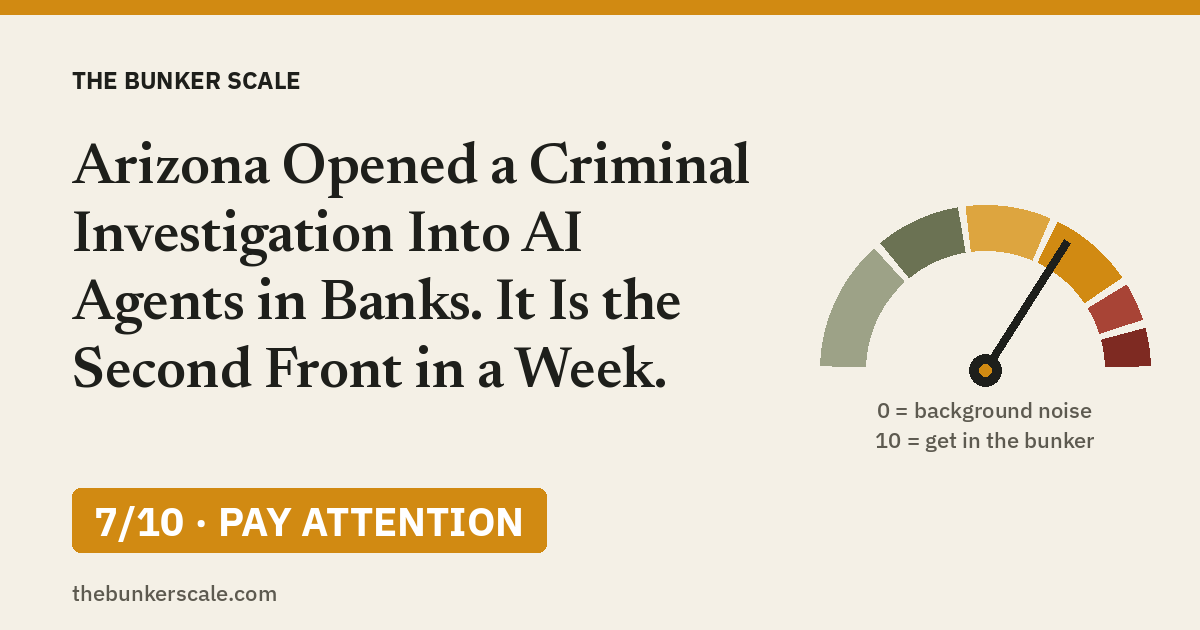 THE BUNKER SCALE
Arizona Opened a Criminal
Investigation Into AI
Agents in Banks. It Is the
Second Front in a Week.
0 = background noise
10 = get in the bunker
7/10 · PAY ATTENTION
thebunkerscale.com